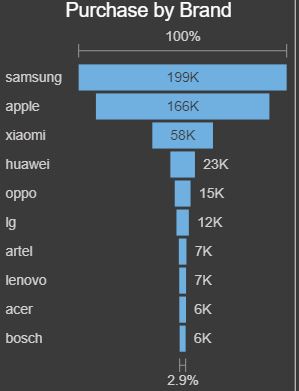 Purchase by Brand
100%
samsung 199K
apple 166K
xiaomi 58K
huawei 23K
oppo 15K
lg 12K
artel 7K
lenovo 7K
acer 6K
bosch 6K
2.9%